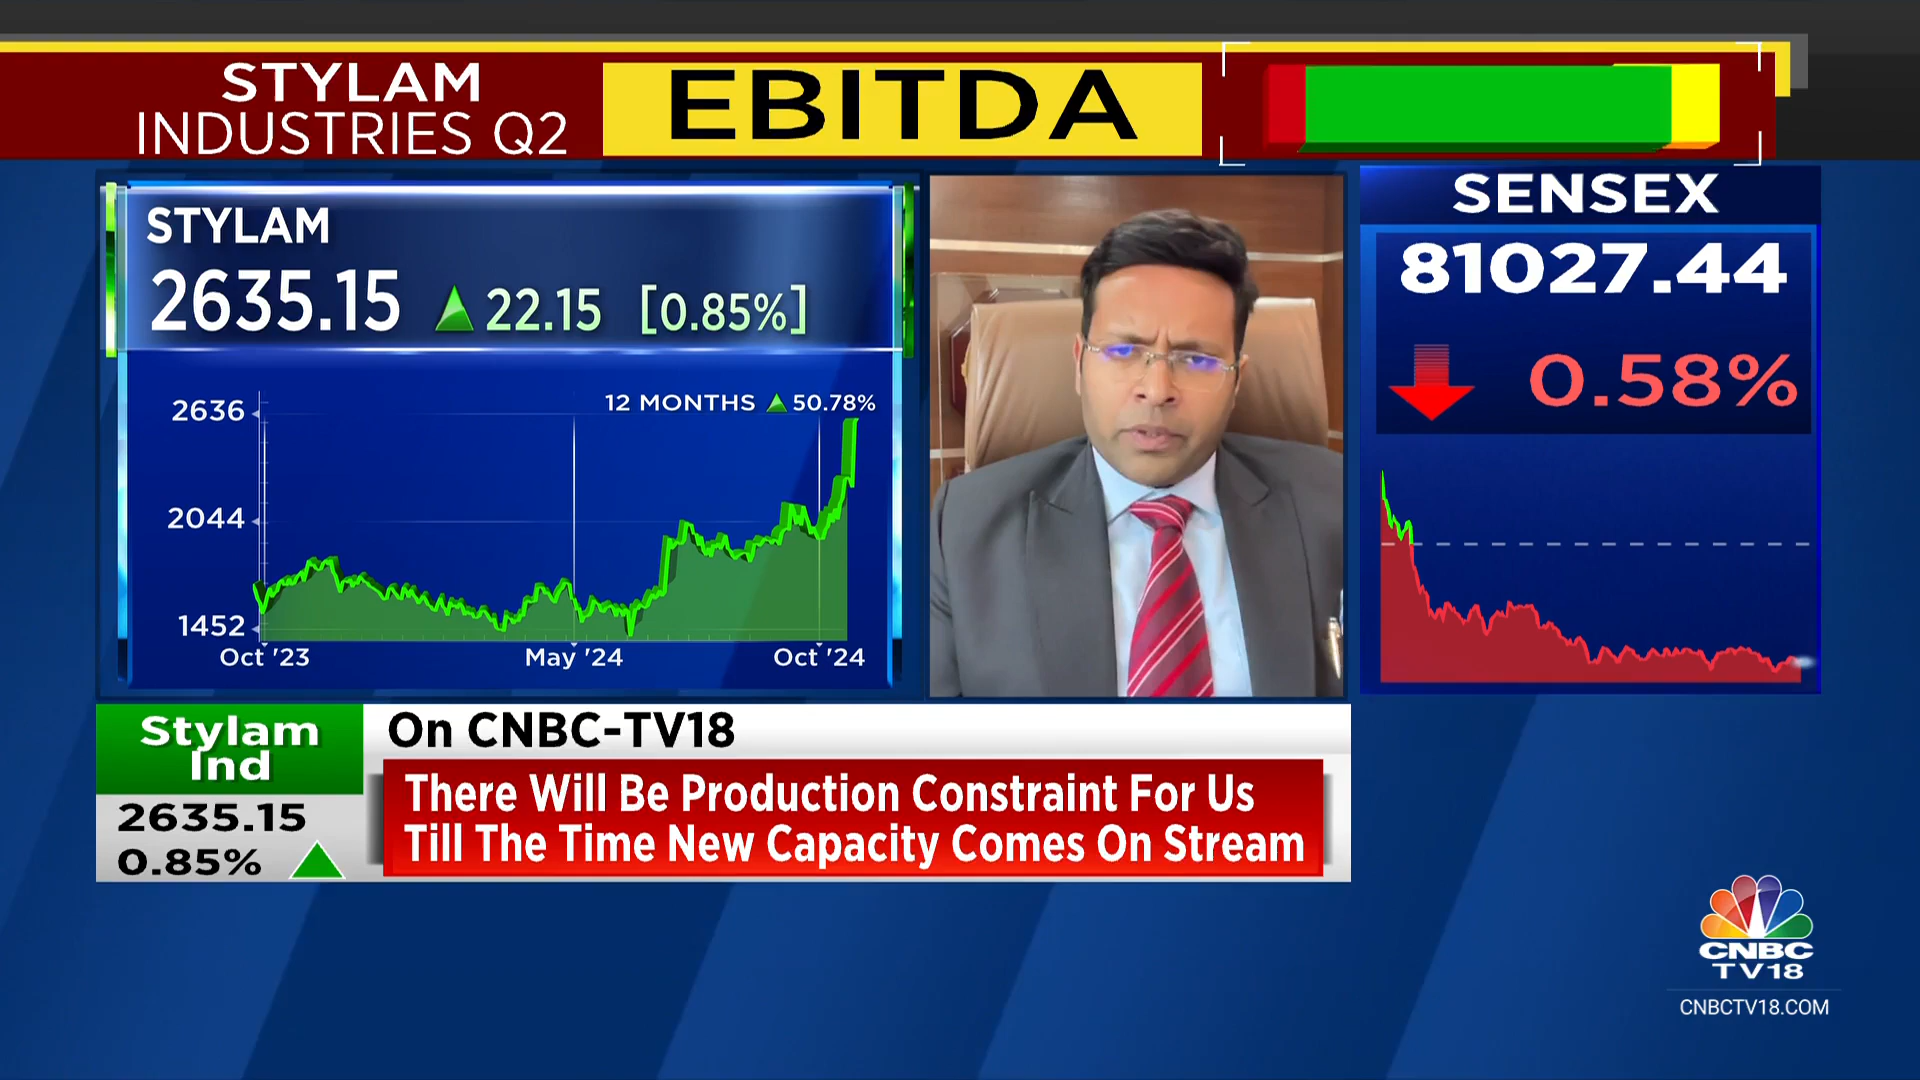 STYLAM
INDUSTRIES Q2
EBITDA
STYLAM
2635.15 ▲ 22.15 [0.85%]
12 MONTHS ▲ 50.78%
2636
2044
1452
Oct '23
May '24
Oct '24
SENSEX
81027.44
0.58%
Stylam
Ind
2635.15
0.85%
On CNBC-TV18
There Will Be Production Constraint For Us
Till The Time New Capacity Comes On Stream
CNBC
TV18
CNBCTV18.COM